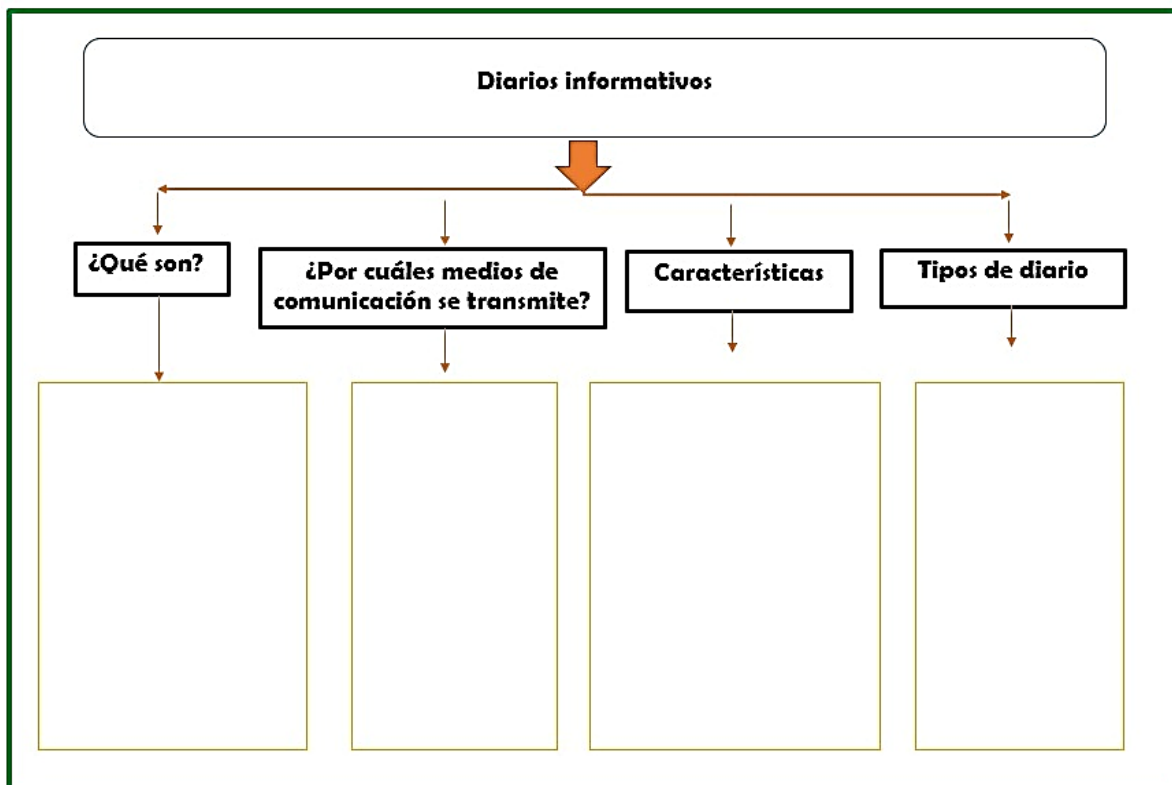 Diarios informativos
¿Qué son?
¿Por cuáles medios de
comunicación se transmite?
Características
Tipos de diario